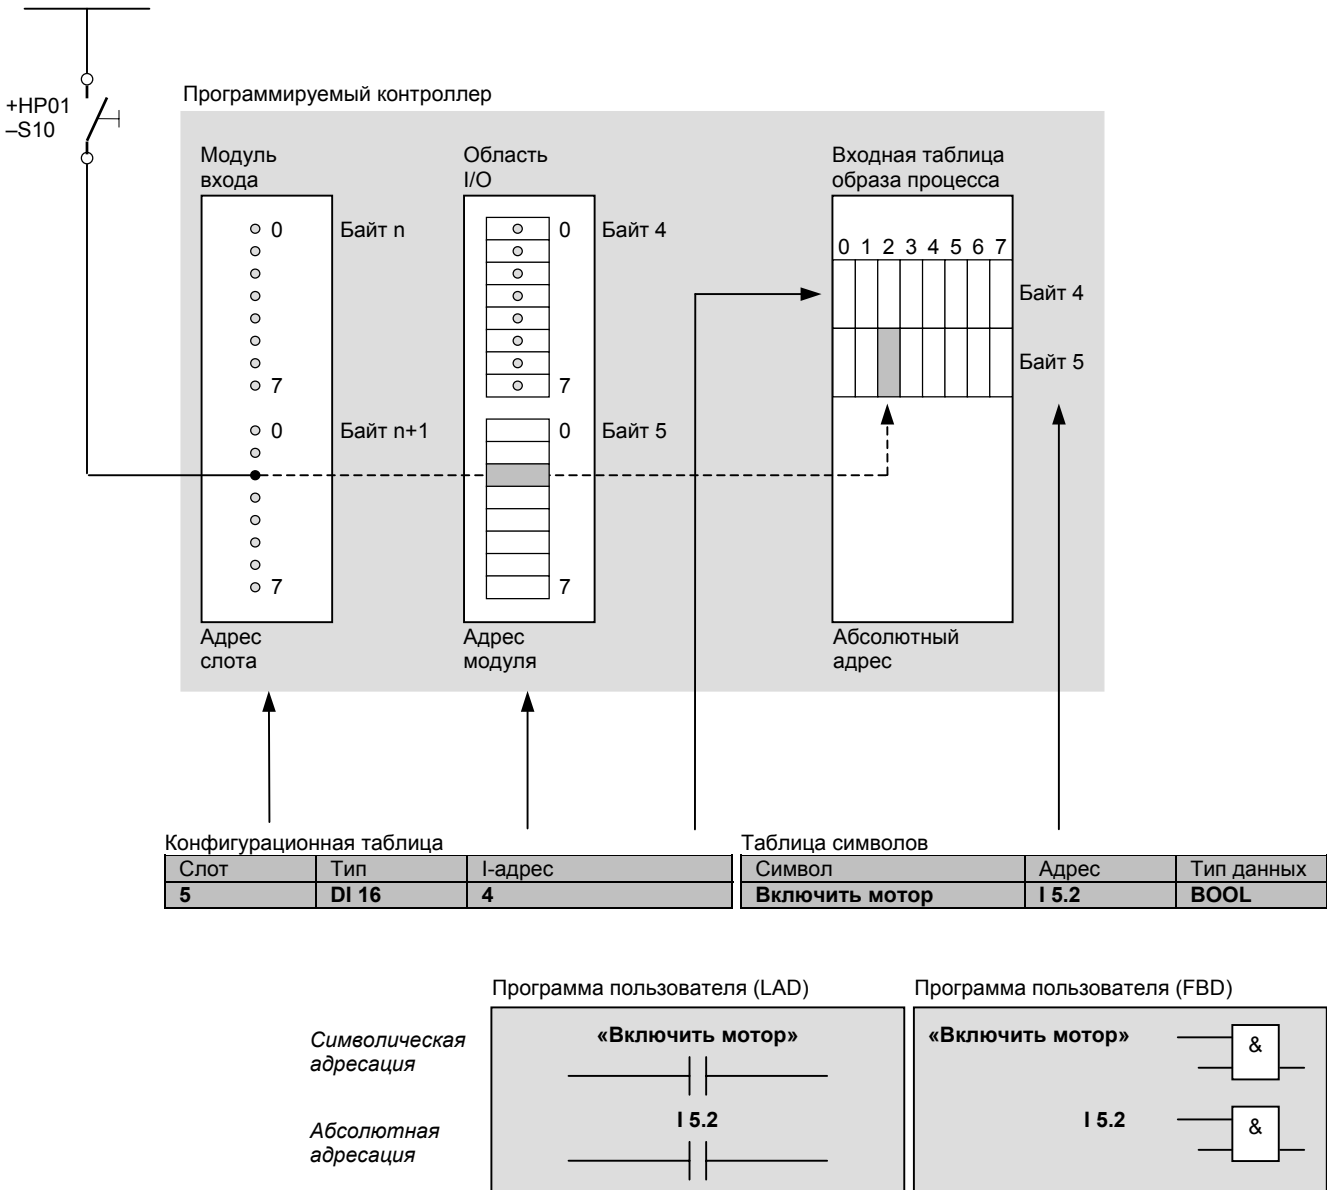 +HP01
–S10
Программируемый контроллер
Модуль
входа
Область
I/O
Входная таблица
образа процесса
0 Байт n
0 Байт 4
0 1 2 3 4 5 6 7
Байт 4
Байт 5
7
7
0 Байт n+1
0 Байт 5
7
7
Адрес
слота
Адрес
модуля
Абсолютный
адрес
Конфигурационная таблица
Слот Тип I-адрес
5 DI 16 4
Таблица символов
Символ Адрес Тип данных
Включить мотор I 5.2 BOOL
Программа пользователя (LAD)
Программа пользователя (FBD)
Символическая
адресация
«Включить мотор»
«Включить мотор» &
Абсолютная
адресация
I 5.2
I 5.2 &